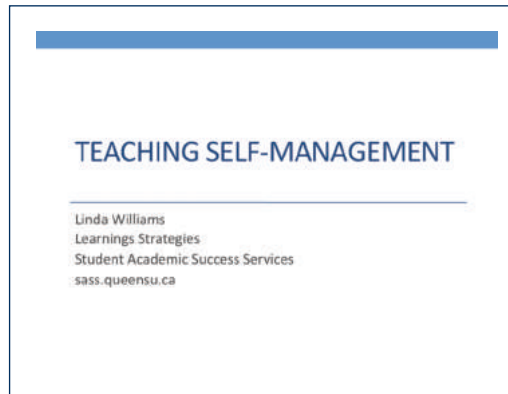 TEACHING SELF-MANAGEMENT
Linda Williams
Learnings Strategies
Student Academic Success Services
sass.queensu.ca